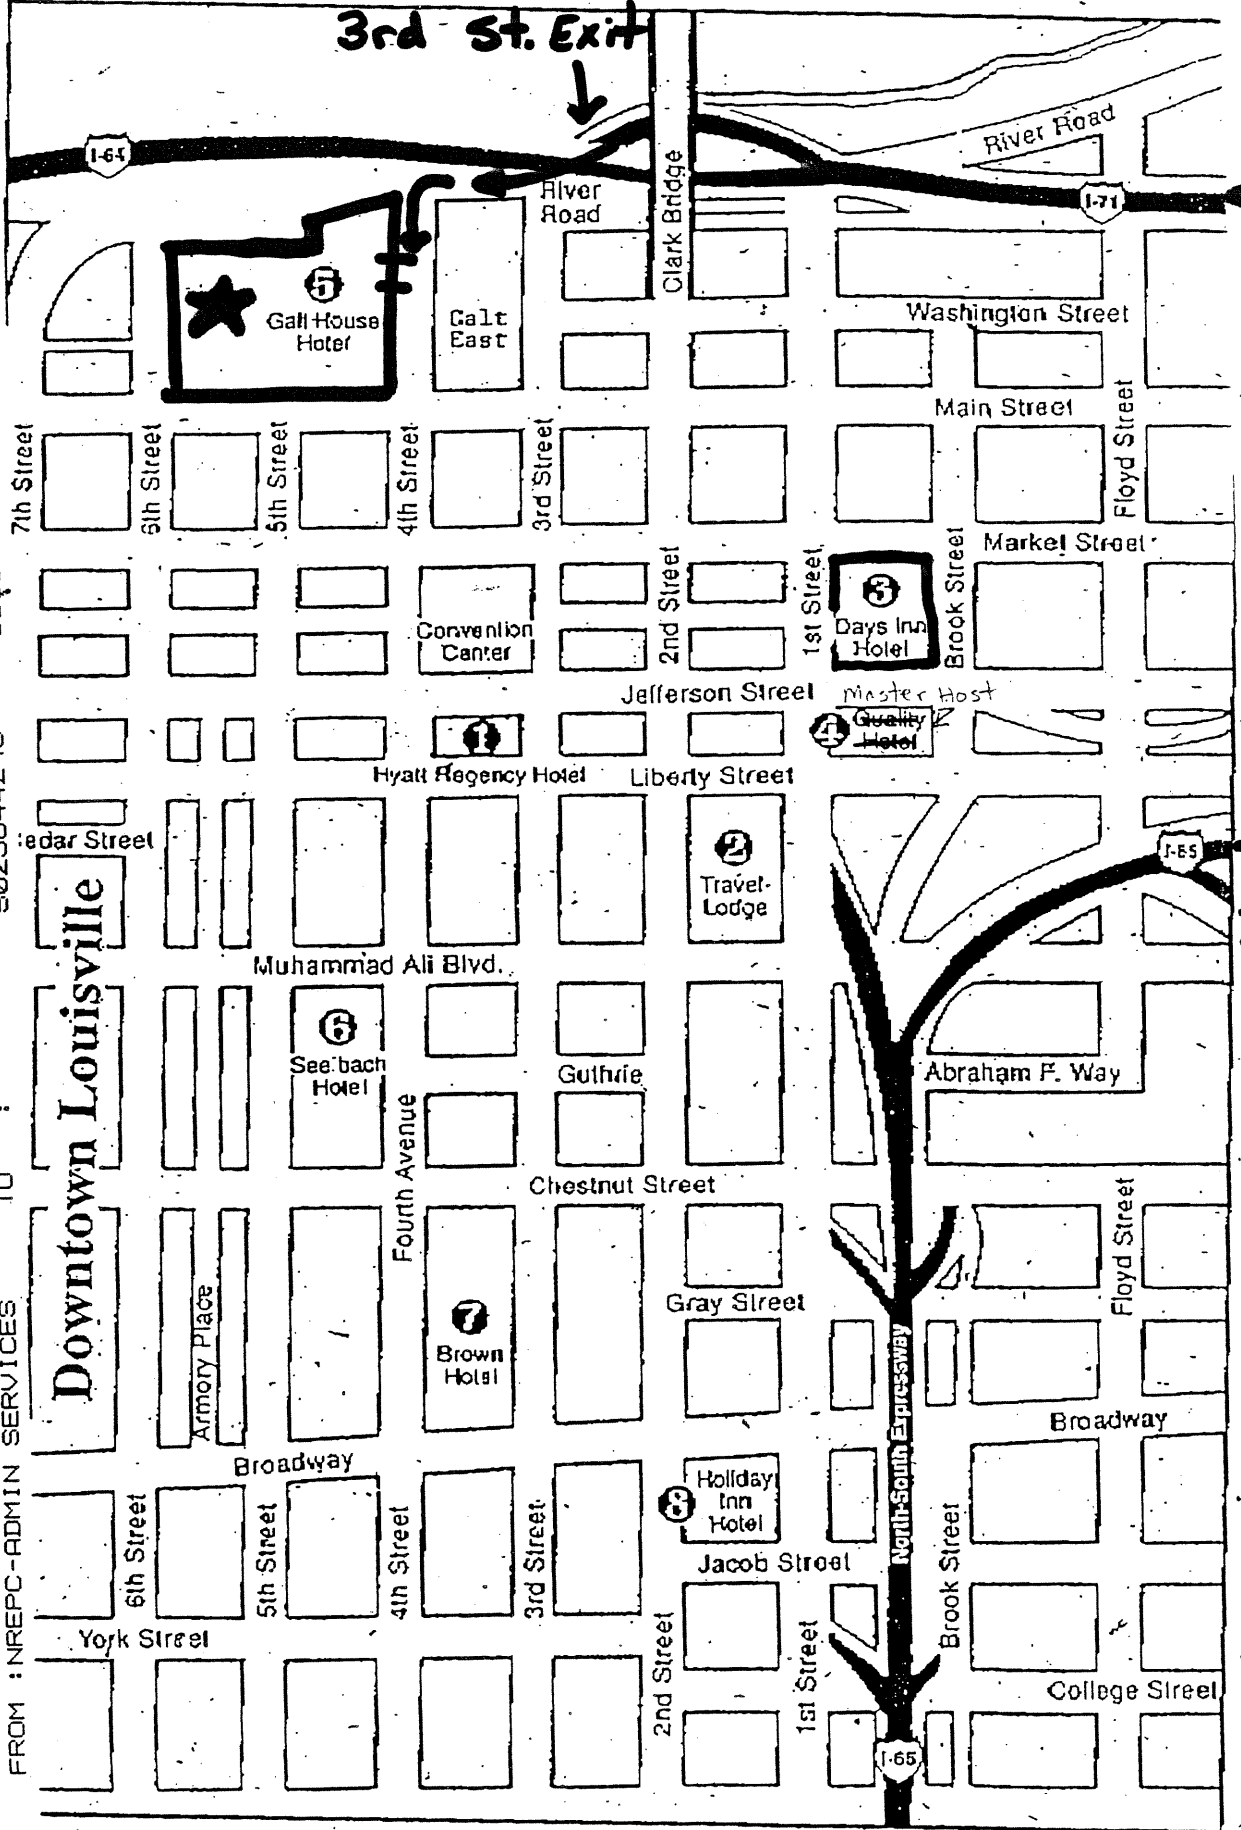 3rd St. Exit
I-64
River Road
River
Road
Clark Bridge
I-71
5
Galt House
Hotel
Galt
East
Washington Street
Main Street
7th Street
6th Street
5th Street
4th Street
3rd Street
Floyd Street
Market Street
2nd Street
1st Street
Brook Street
3
Days Inn
Hotel
Convention
Center
Jefferson Street
Master Host
4
Quality
Hotel
1
Hyatt Regency Hotel
Liberty Street
edar Street
2
Travel-
Lodge
I-65
Downtown Louisville
Muhammad Ali Blvd.
6
Seelbach
Hotel
Guthrie
Abraham F. Way
Fourth Avenue
Chestnut Street
Floyd Street
Armory Place
7
Brown
Hotel
Gray Street
North-South Expressway
Broadway
Broadway
8
Holiday
Inn
Hotel
6th Street
5th Street
4th Street
3rd Street
Jacob Street
Brook Street
York Street
2nd Street
1st Street
College Street
I-65
FROM :NREPC-ADMIN SERVICES TO :